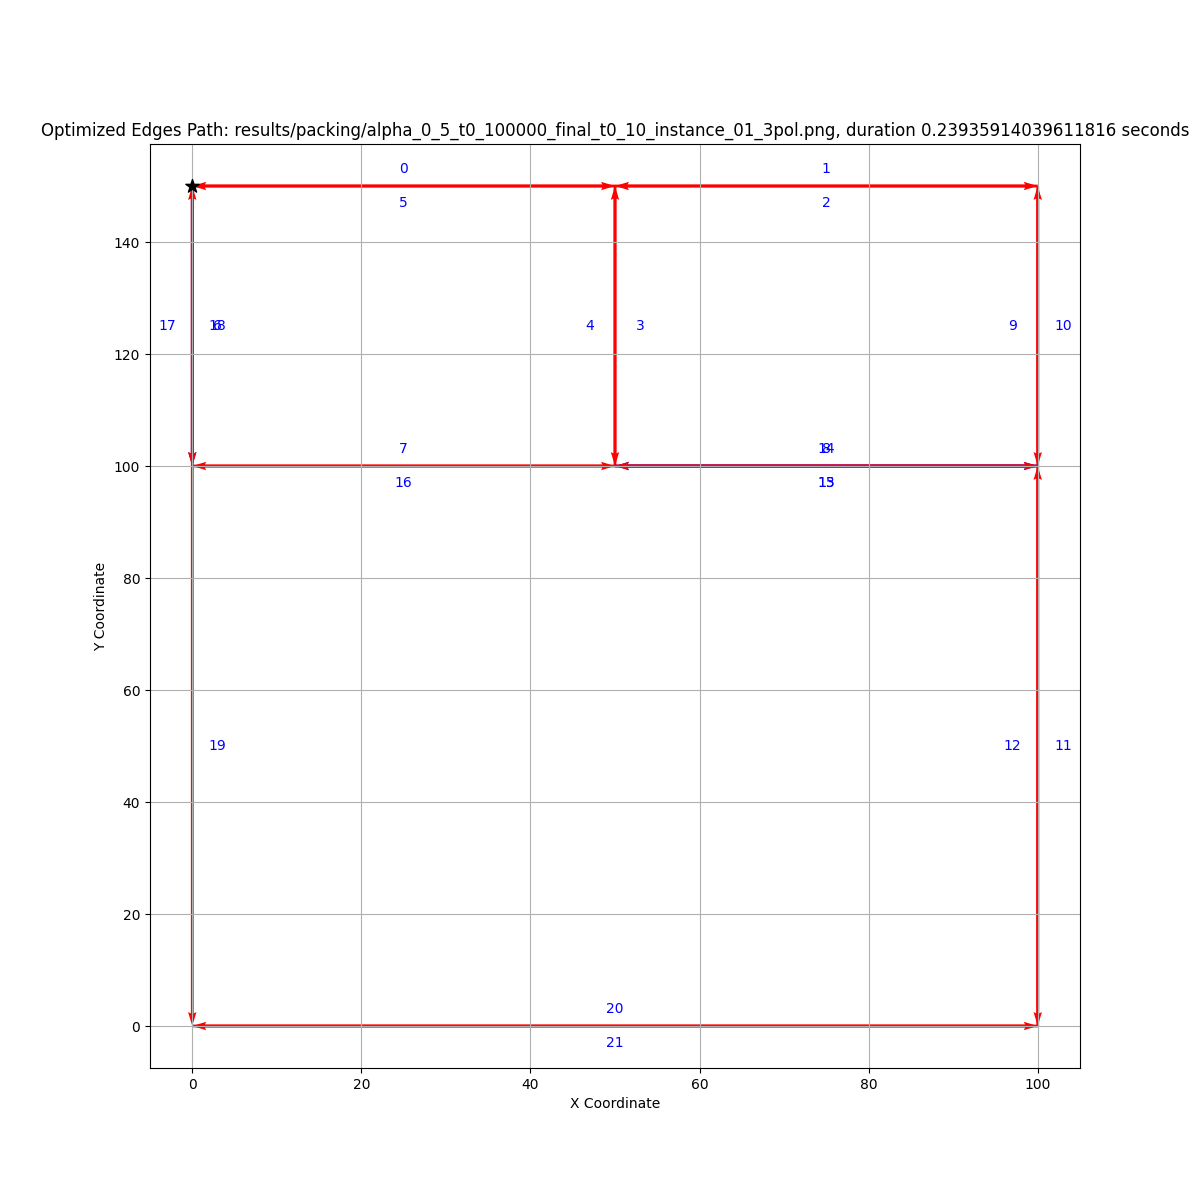 Optimized Edges Path: results/packing/alpha_0_5_t0_100000_final_t0_10_instance_01_3pol.png, duration 0.23935914039611816 seconds
0 1
5 2
140
17 4 3 9 10
120
7
100
16
80
Y Coordinate
60
19 12 11
40
20
20
0
21
0 20 40 60 80 100
X Coordinate